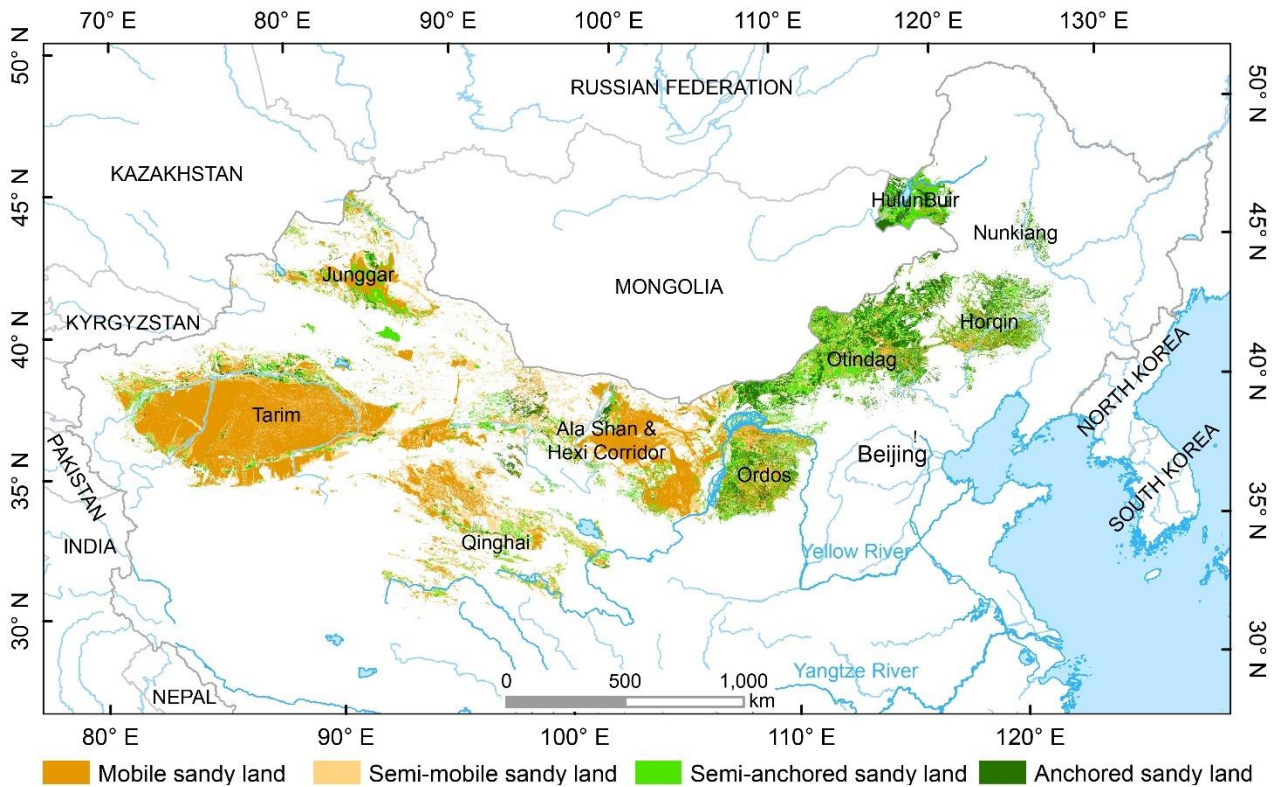 70° E 80° E 90° E 100° E 110° E 120° E 130° E
50° N
50° N
RUSSIAN FEDERATION
KAZAKHSTAN
45° N
45° N
HulunBuir
Nunkiang
Junggar
MONGOLIA
KYRGYZSTAN
Horqin
40° N
40° N
Otindag
Tarim
NORTH KOREA
Ala Shan &
Hexi Corridor
Beijing
PAKISTAN
Ordos
SOUTH KOREA
35° N
35° N
INDIA
Qinghai
Yellow River
30° N
30° N
Yangtze River
NEPAL
0 500 1,000
km
80° E 90° E 100° E 110° E 120° E
Mobile sandy land Semi-mobile sandy land Semi-anchored sandy land Anchored sandy land